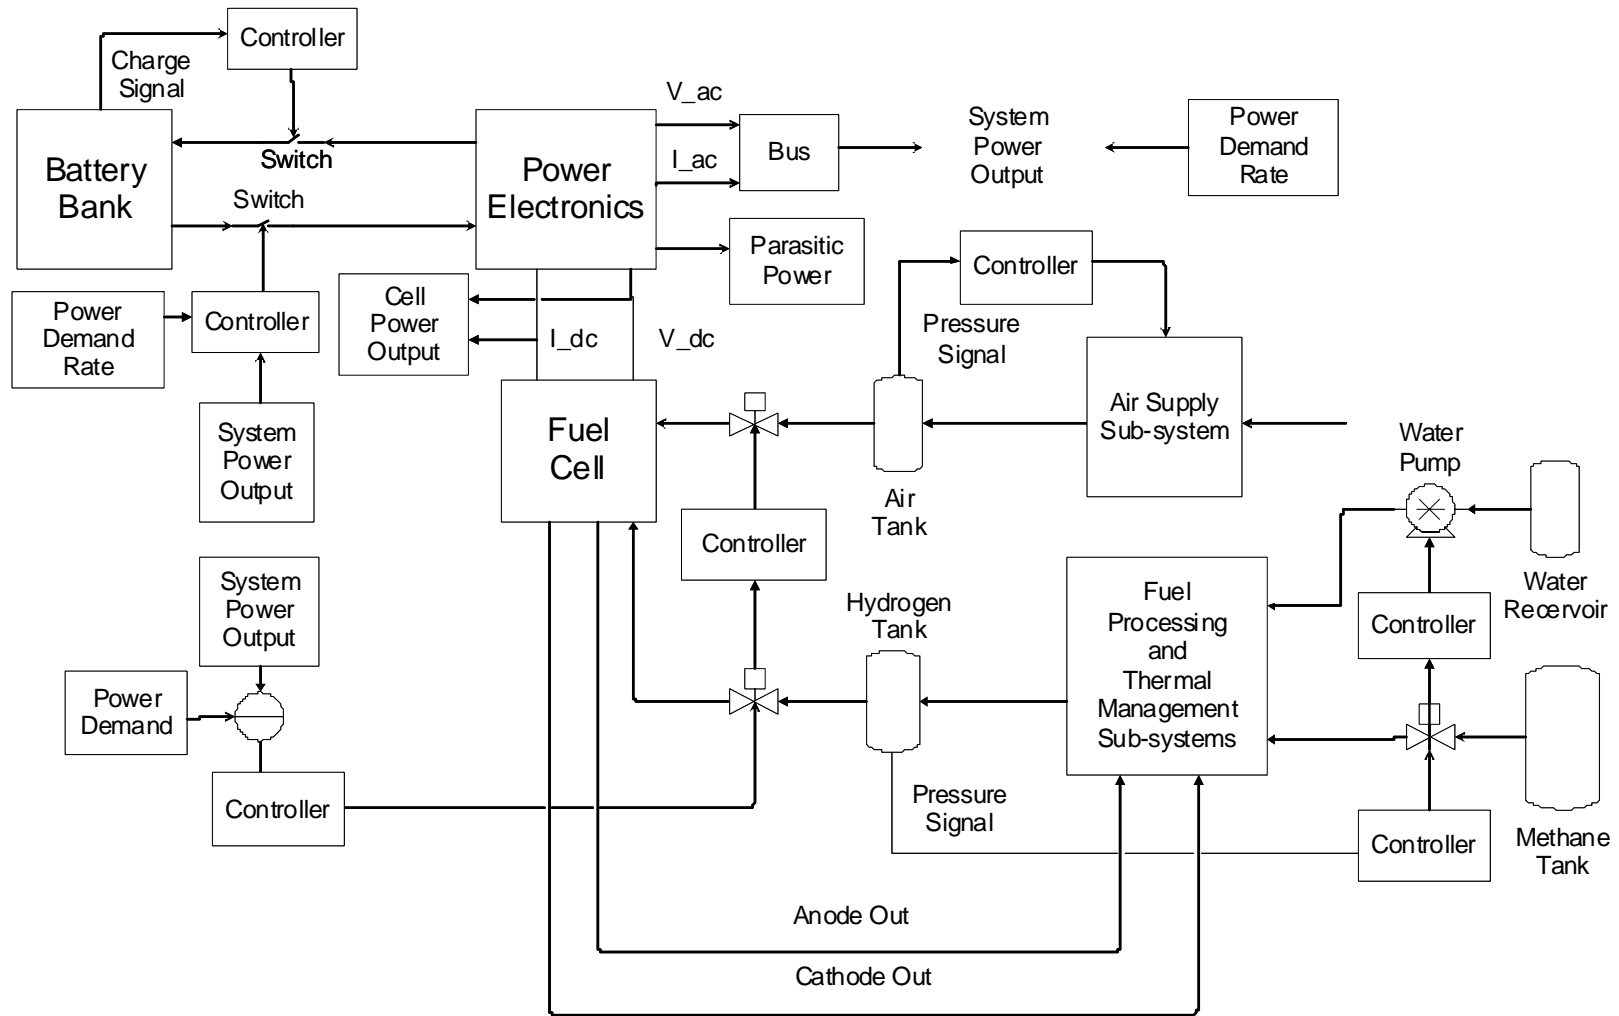 Controller
Charge
Signal
V_ac
Battery
Bank
Switch
Switch
Power
Electronics
I_ac
Bus
System
Power
Output
Power
Demand
Rate
Parasitic
Power
Controller
Pressure
Signal
Power
Demand
Rate
Controller
Cell
Power
Output
I_dc
V_dc
System
Power
Output
Fuel
Cell
Air
Tank
Air Supply
Sub-system
Water
Pump
Water
Recervoir
Controller
System
Power
Output
Power
Demand
Controller
Hydrogen
Tank
Fuel
Processing
and
Thermal
Management
Sub-systems
Controller
Pressure
Signal
Controller
Methane
Tank
Anode Out
Cathode Out